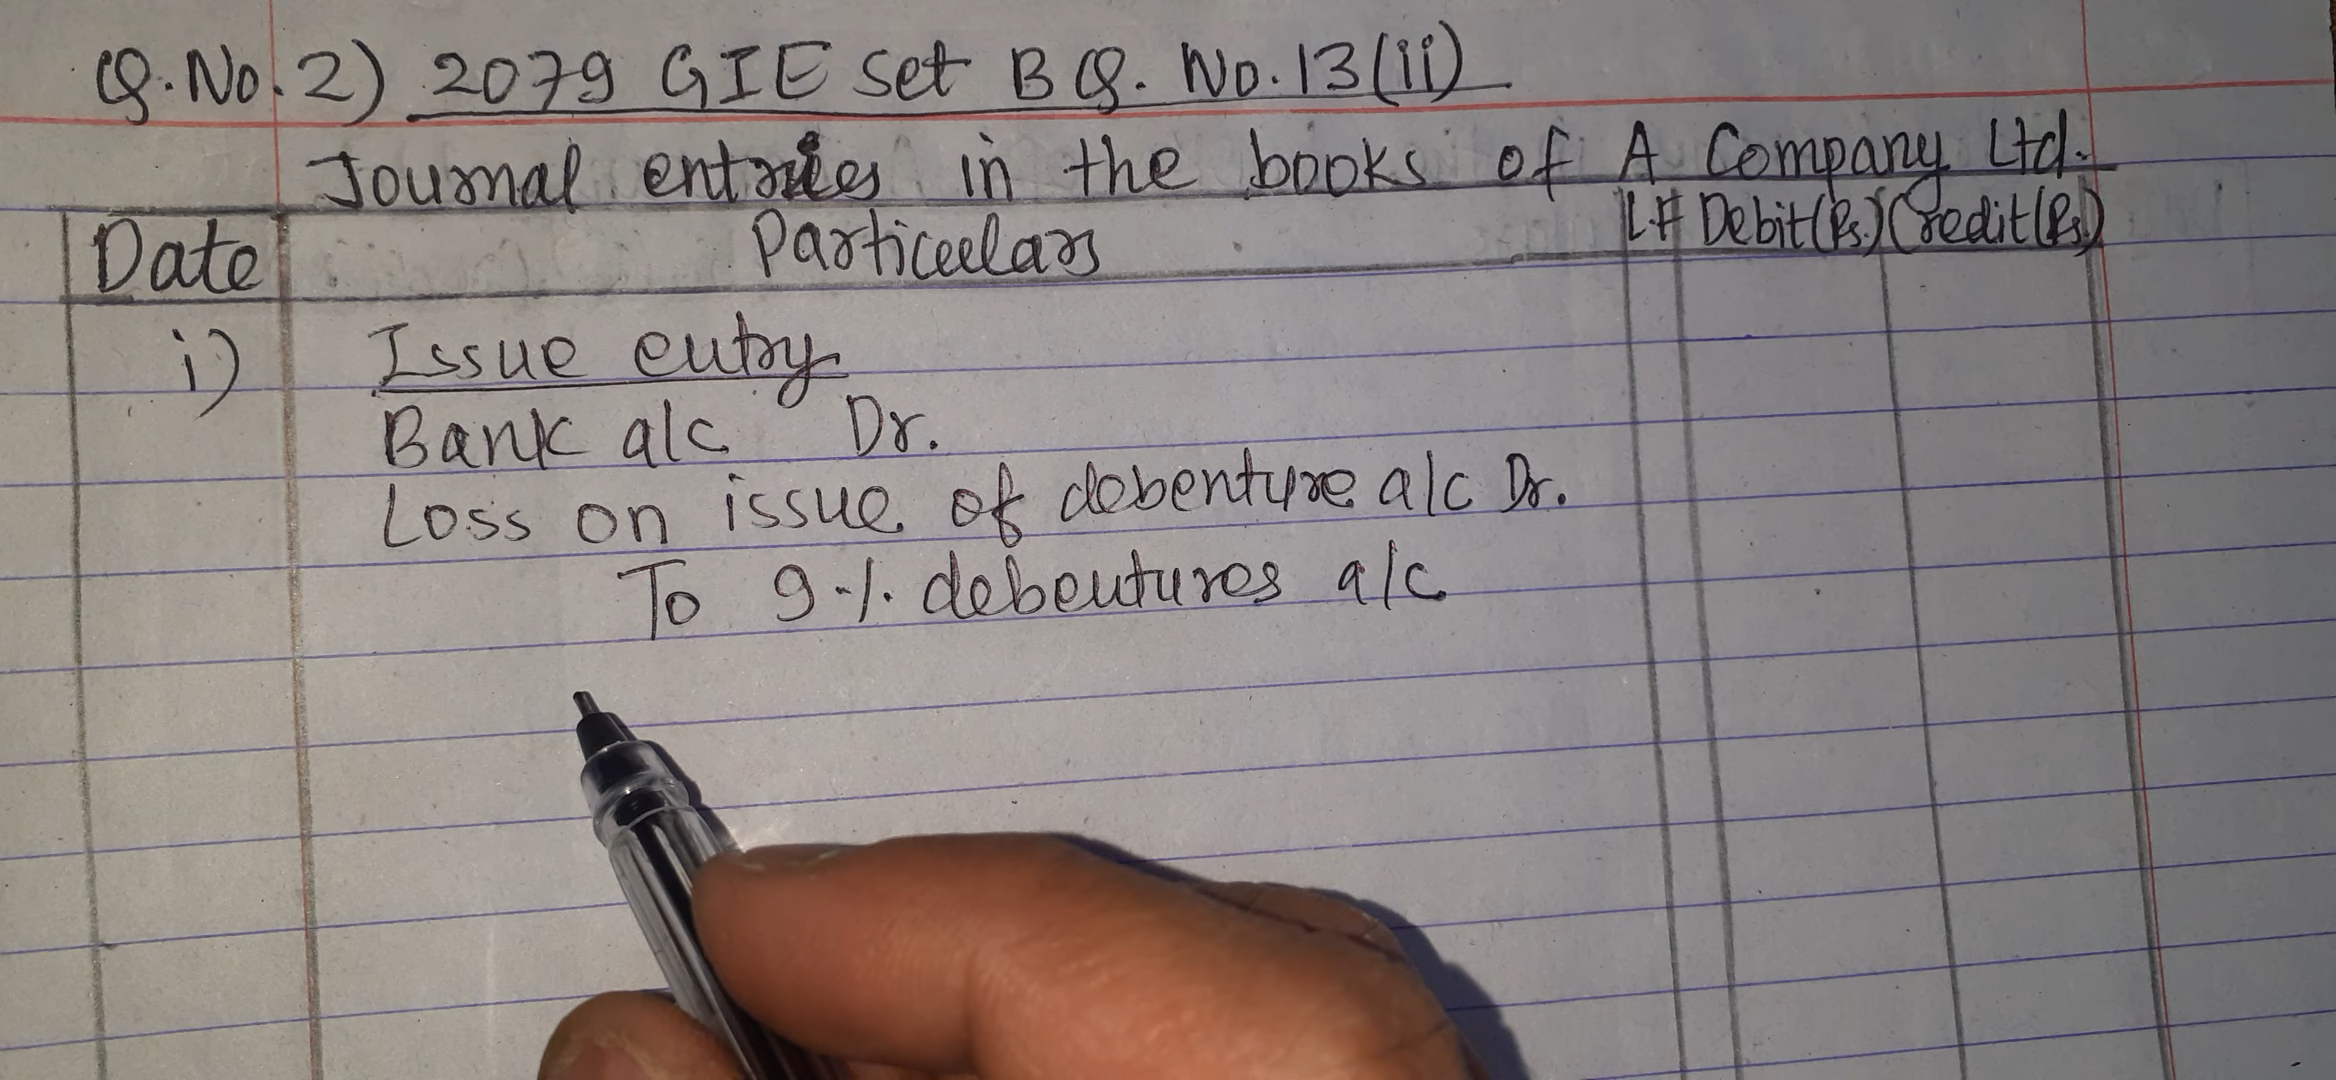 Q.No.2) 2079 GIE Set B Q. No.13(ii)
Journal entries in the books of A Company Ltd.
Date Particulars L.F Debit(Rs.) Credit(Rs.)
i) Issue entry
Bank a/c Dr.
Loss on issue of debenture a/c Dr.
To 9% debentures a/c